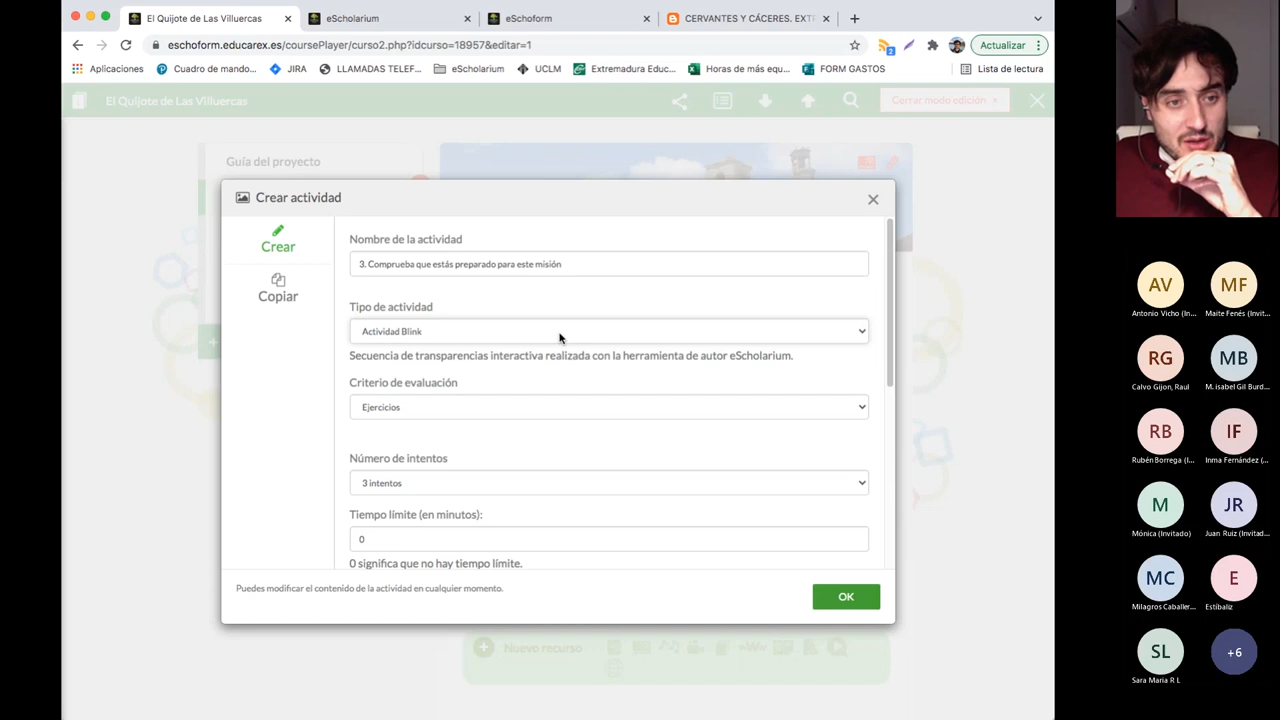 El Quijote de Las Villuercas
eScholarium
eSchoform
CERVANTES Y CÁCERES. EXT
eschoform.educarex.es/coursePlayer/curso2.php?idcurso=18957&editar=1
2
Actualizar
Aplicaciones
Cuadro de mando...
JIRA
LLAMADAS TELEF...
eScholarium
UCLM
Extremadura Educ...
Horas de más equ...
FORM GASTOS
Lista de lectura
El Quijote de Las Villuercas
Cerrar modo edición ×
Guía del proyecto
Crear actividad
Crear
Copiar
Nombre de la actividad
3. Comprueba que estás preparado para este misión
Tipo de actividad
Actividad Blink
Secuencia de transparencias interactiva realizada con la herramienta de autor eScholarium.
Criterio de evaluación
Ejercicios
Número de intentos
3 intentos
Tiempo límite (en minutos):
0
0 significa que no hay tiempo límite.
Puedes modificar el contenido de la actividad en cualquier momento.
OK
Nuevo recurso
«W»
AV
MF
Antonio Vicho (In...
Maite Fenés (Invit...
RG
MB
Calvo Gijon, Raul
M. isabel Gil Burd...
RB
IF
Rubén Borrega (I...
Inma Fernández (...
M
JR
Mónica (Invitado)
Juan Ruiz (Invitad...
MC
E
Milagros Caballer...
Estíbaliz
SL
+6
Sara Maria R L